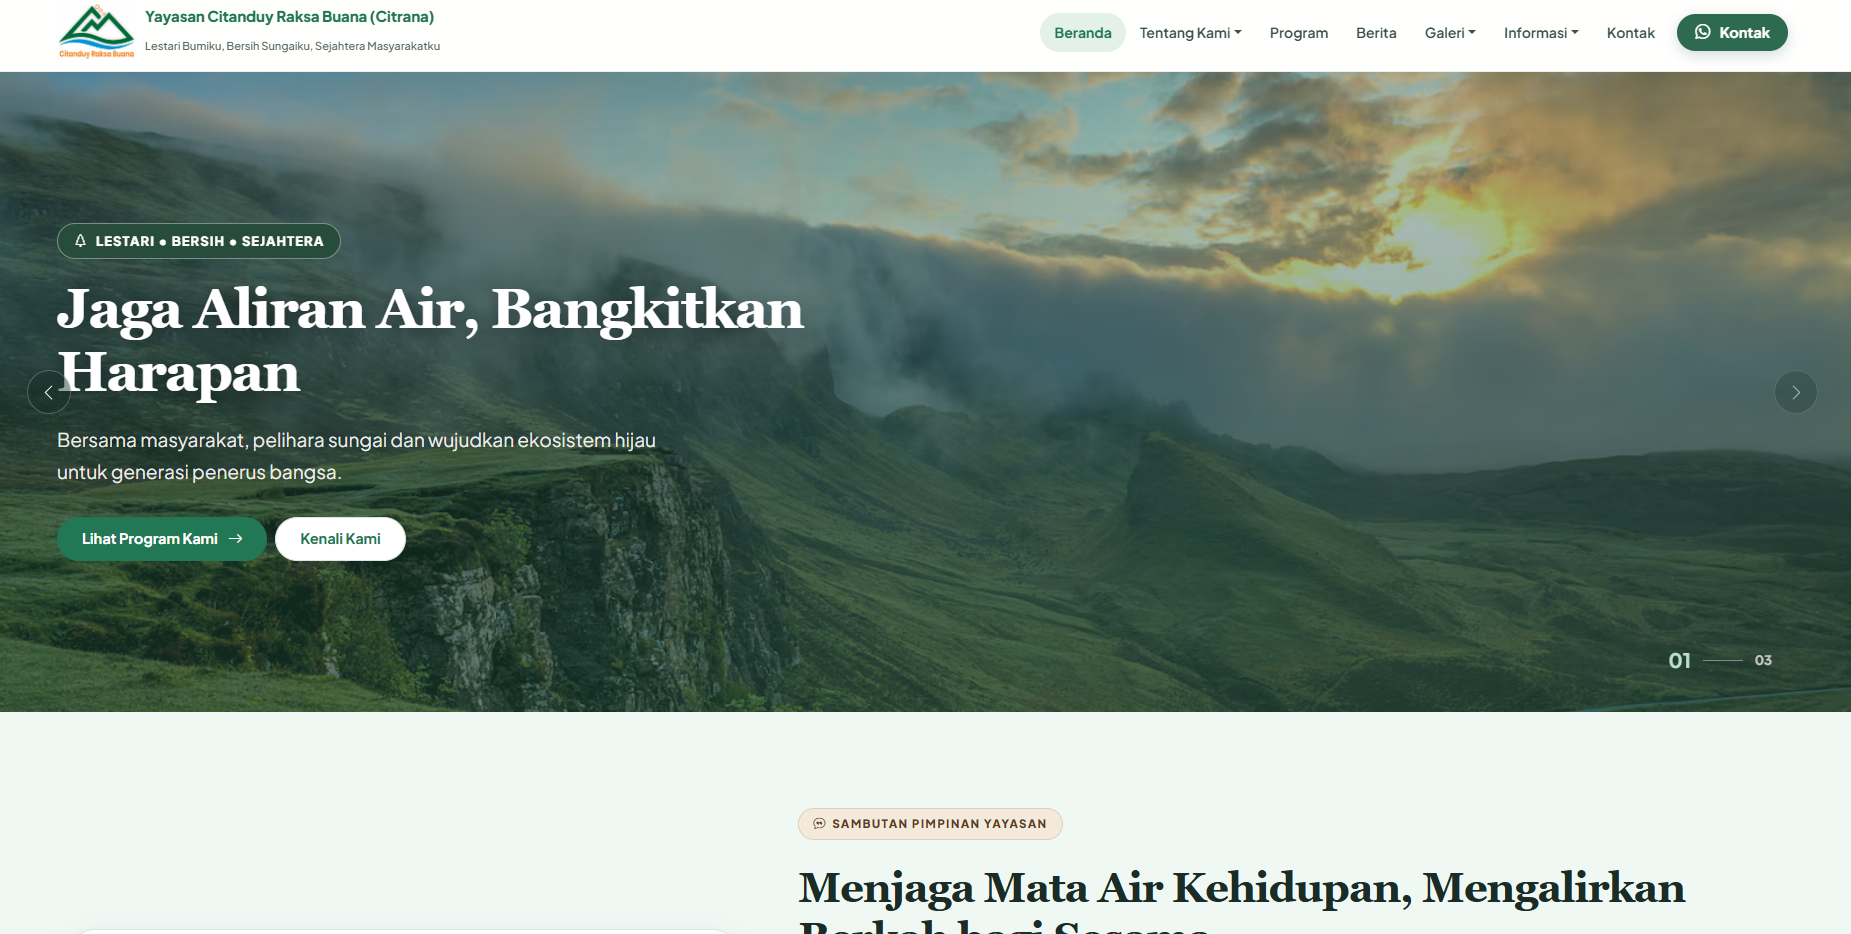 Citanduy Raksa Buana
Yayasan Citanduy Raksa Buana (Citrana)
Lestari Bumiku, Bersih Sungaiku, Sejahtera Masyarakatku
Beranda
Tentang Kami
Program
Berita
Galeri
Informasi
Kontak
Kontak
LESTARI ● BERSIH ● SEJAHTERA
Jaga Aliran Air, Bangkitkan
Harapan
Bersama masyarakat, pelihara sungai dan wujudkan ekosistem hijau
untuk generasi penerus bangsa.
Lihat Program Kami →
Kenali Kami
01
03
SAMBUTAN PIMPINAN YAYASAN
Menjaga Mata Air Kehidupan, Mengalirkan
Berkah bagi Sesama